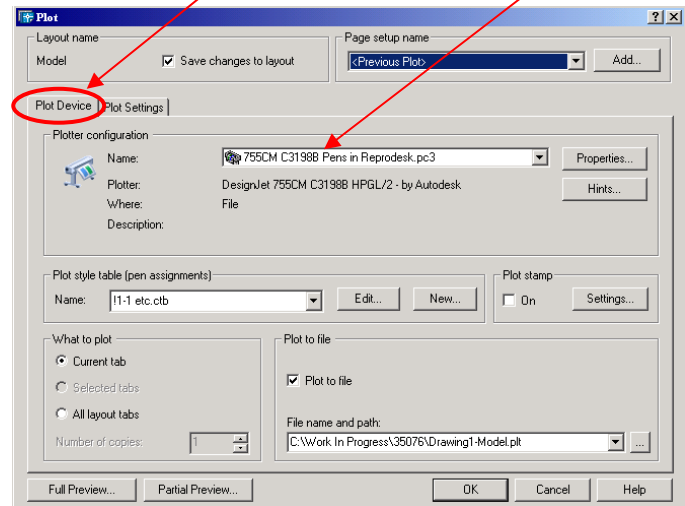 Plot
Layout name
Model
Save changes to layout
Page setup name
<Previous Plot>
Add...
Plot Device
Plot Settings
Plotter configuration
Name:
755CM C3198B Pens in Reprodesk.pc3
Properties...
Plotter:
DesignJet 755CM C3198B HPGL/2 - by Autodesk
Hints...
Where:
File
Description:
Plot style table (pen assignments)
Name:
!1-1 etc.ctb
Edit...
New...
Plot stamp
On
Settings...
What to plot
Current tab
Selected tabs
All layout tabs
Number of copies:
1
Plot to file
Plot to file
File name and path:
C:\Work In Progress\35076\Drawing1-Model.plt
...
Full Preview...
Partial Preview...
OK
Cancel
Help